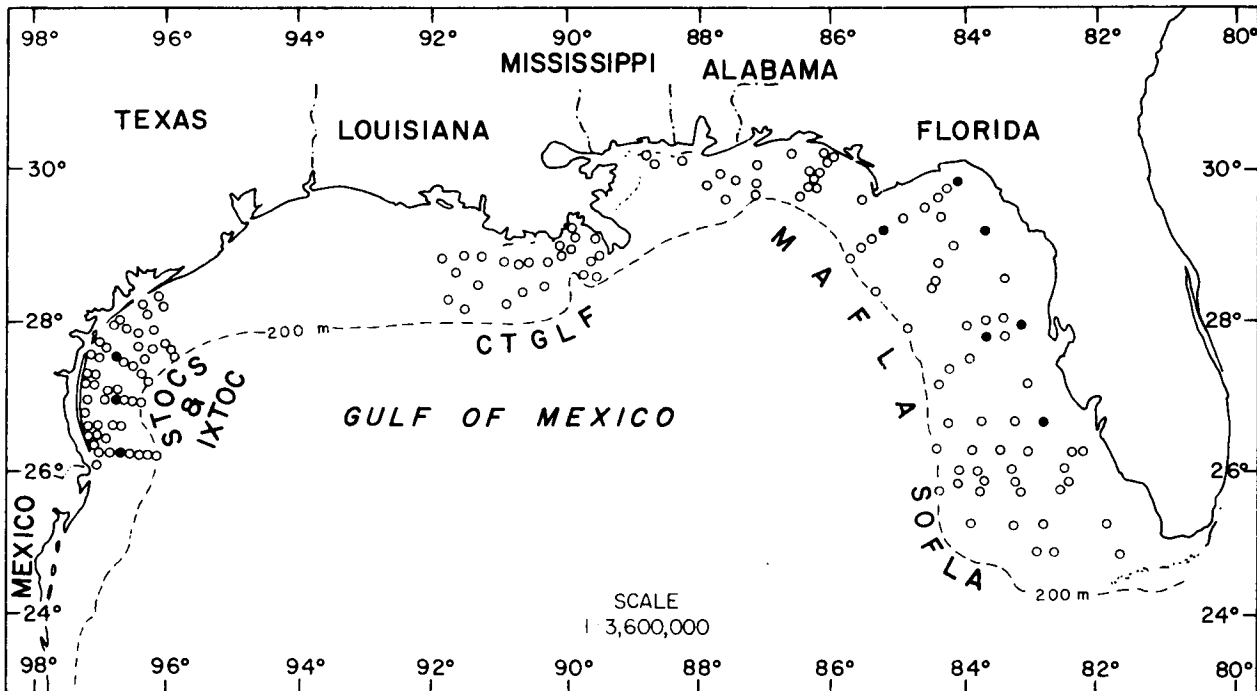 98° 96° 94° 92° 90° 88° 86° 84° 82° 80°
MISSISSIPPI ALABAMA
TEXAS LOUISIANA FLORIDA
30° 30°
28° 28°
200 m
CTGLF
MAFLA
STOCS
&
IXTOC
GULF OF MEXICO
26° 26°
SOFLA
MEXICO
200 m
SCALE
1:3,600,000
24° 24°
98° 96° 94° 92° 90° 88° 86° 84° 82° 80°